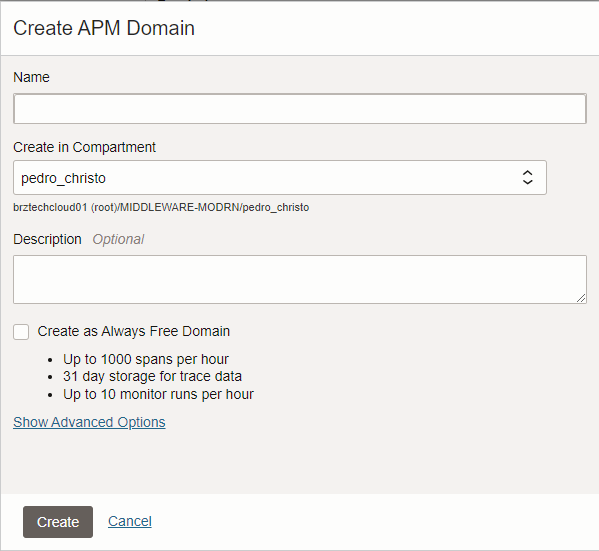 Create APM Domain
Name
Create in Compartment
pedro_christo
brztechcloud01 (root)/MIDDLEWARE-MODRN/pedro_christo
Description Optional
Create as Always Free Domain
• Up to 1000 spans per hour
• 31 day storage for trace data
• Up to 10 monitor runs per hour
Show Advanced Options
Create Cancel